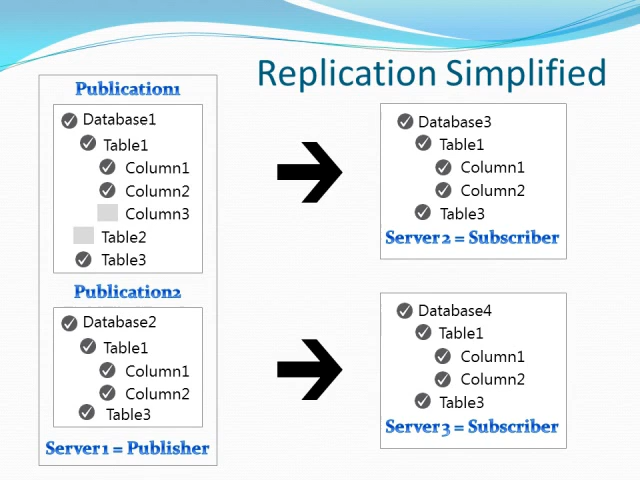 Replication Simplified
Publication1
Database1
Table1
Column1
Column2
Column3
Table2
Table3
Publication2
Database2
Table1
Column1
Column2
Table3
Server1 = Publisher
Database3
Table1
Column1
Column2
Table3
Server2 = Subscriber
Database4
Table1
Column1
Column2
Table3
Server3 = Subscriber